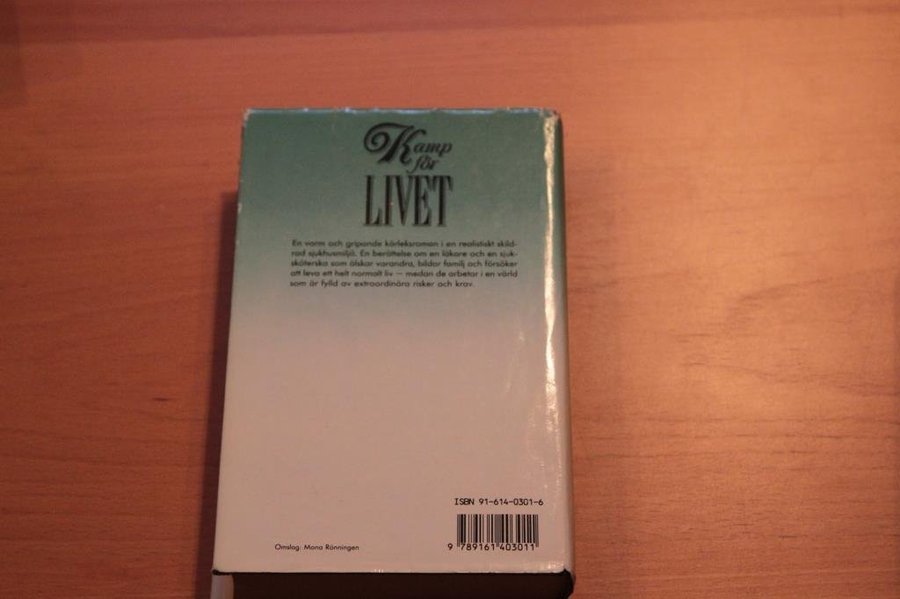 Kamp
för
LIVET
En varm och gripande kärleksroman i en realistiskt skild-
rad sjukhusmiljö. En berättelse om en läkare och en sjuk-
sköterska som älskar varandra, bildar familj och försöker
att leva ett helt normalt liv – medan de arbetar i en värld
som är fylld av extraordinära risker och krav.
ISBN 91-614-0301-6
9 789161 403011
Omslag: Mona Rönningen